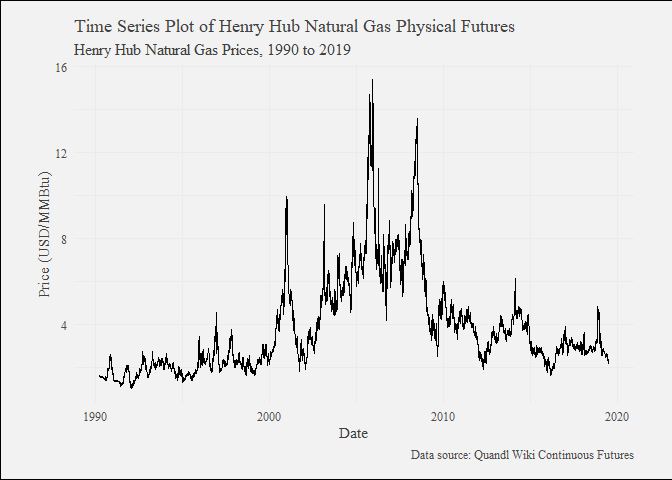 Time Series Plot of Henry Hub Natural Gas Physical Futures
Henry Hub Natural Gas Prices, 1990 to 2019
16
12
8
4
Price (USD/MMBtu)
1990 2000 2010 2020
Date
Data source: Quandl Wiki Continuous Futures